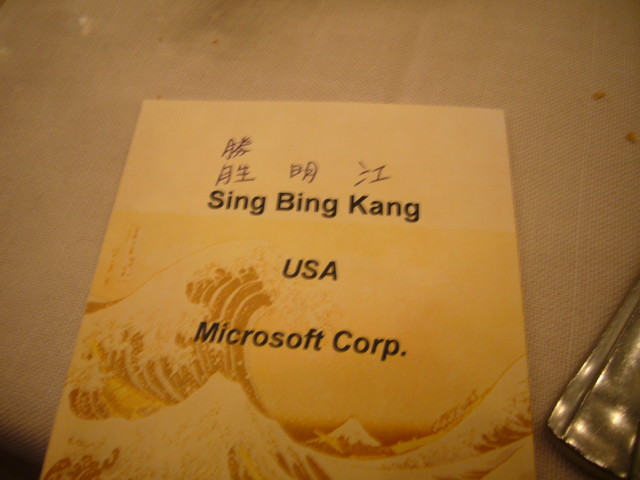 勝
胜 明 江
Sing Bing Kang
USA
Microsoft Corp.